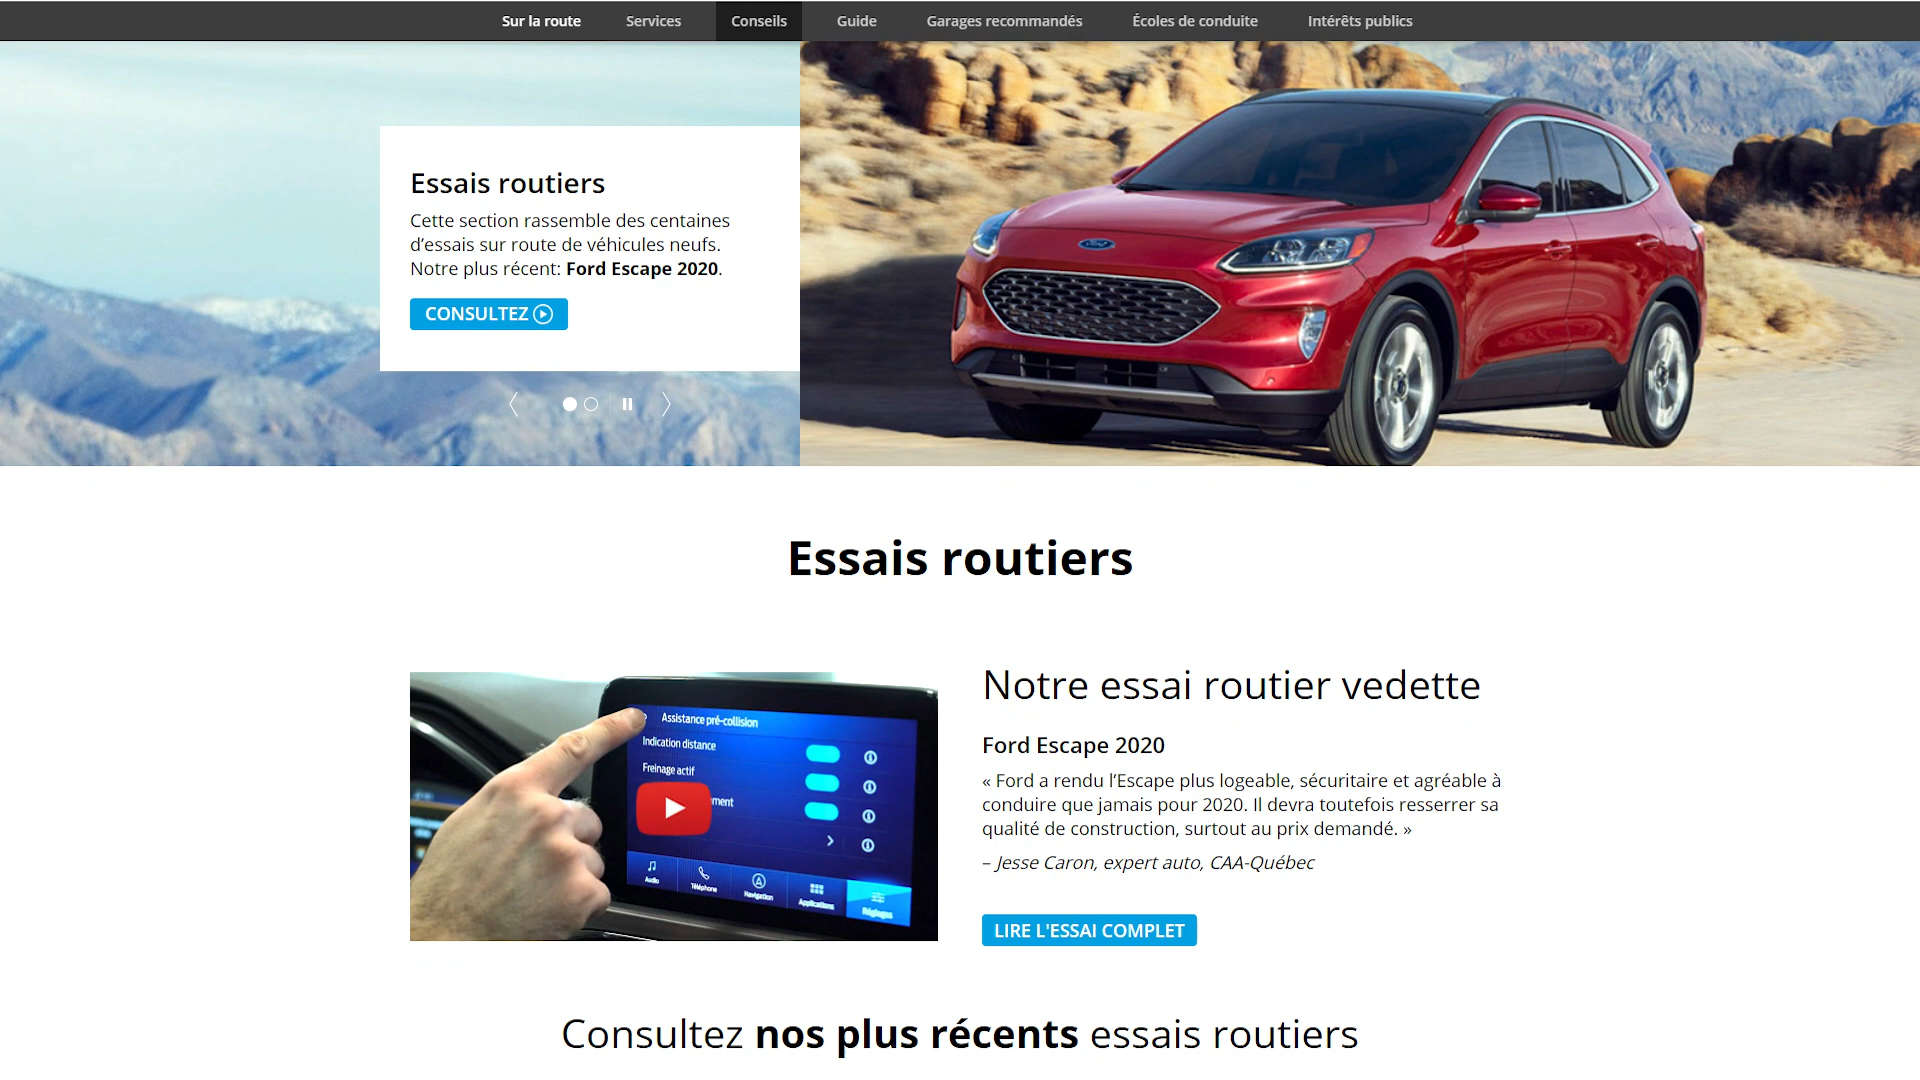 Sur la route
Services
Conseils
Guide
Garages recommandés
Écoles de conduite
Intérêts publics
Essais routiers
Cette section rassemble des centaines
d’essais sur route de véhicules neufs.
Notre plus récent: Ford Escape 2020.
CONSULTEZ
Ford
Essais routiers
Assistance pré-collision
Indication distance
Freinage actif
ment
Audio
Téléphone
Navigation
Applications
Réglages
Notre essai routier vedette
Ford Escape 2020
« Ford a rendu l’Escape plus logeable, sécuritaire et agréable à
conduire que jamais pour 2020. Il devra toutefois resserrer sa
qualité de construction, surtout au prix demandé. »
– Jesse Caron, expert auto, CAA-Québec
LIRE L'ESSAI COMPLET
Consultez nos plus récents essais routiers